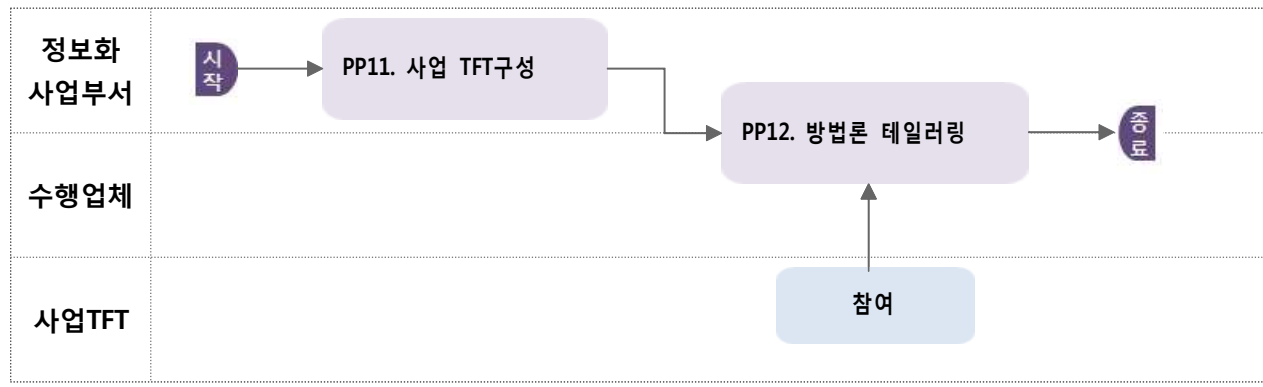 정보화
사업부서
시
작
PP11. 사업 TFT구성
PP12. 방법론 테일러링
종
료
수행업체
사업TFT
참여